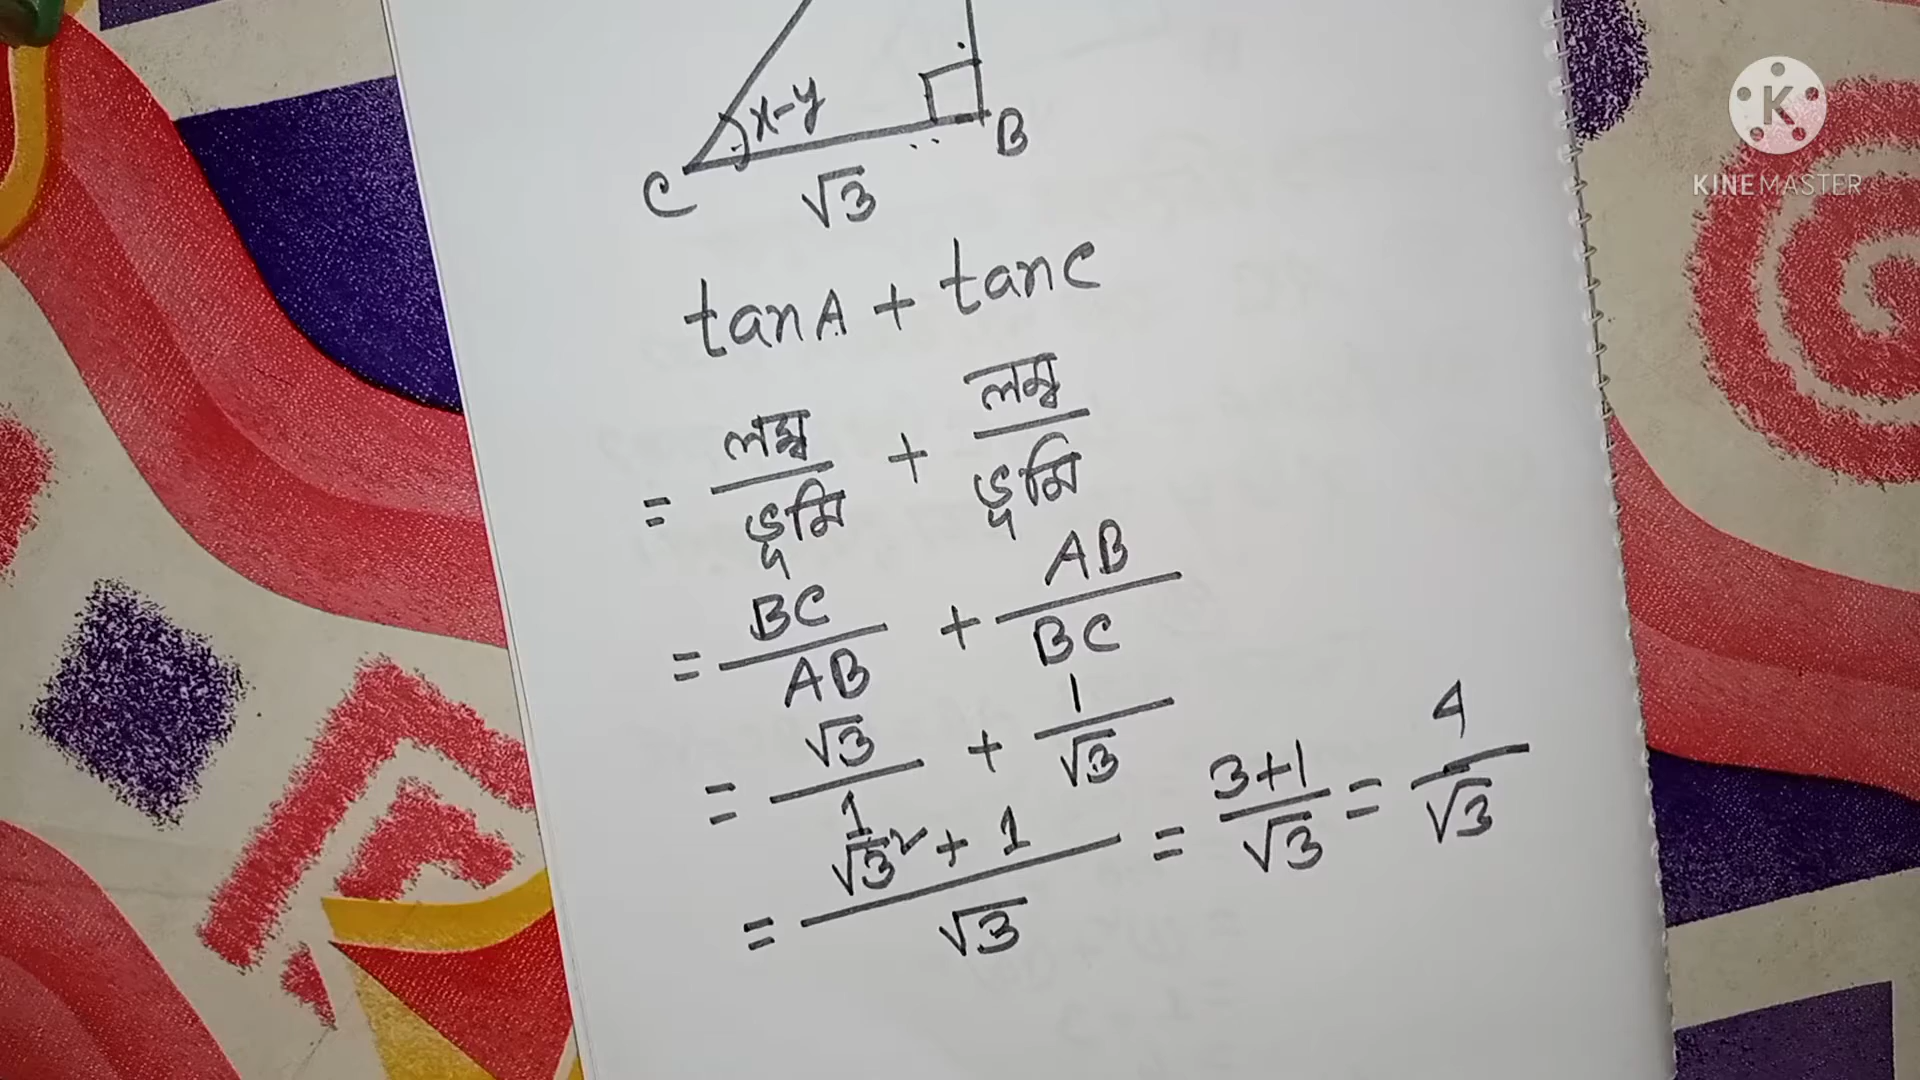 x-y
B
C
√3
tanA + tanC
= লম্ব/ভূমি + লম্ব/ভূমি
= BC/AB + AB/BC
= √3/1 + 1/√3
= √3² + 1/√3 = 3+1/√3 = 4/√3
K
KINEMASTER